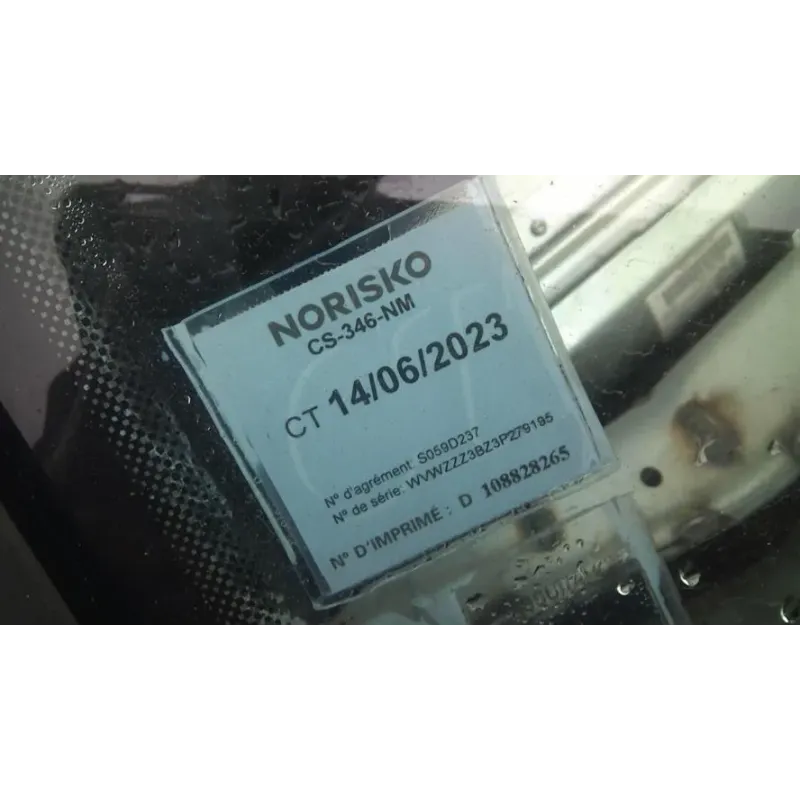 NORISKO
CS-346-NM
CT 14/06/2023
N° d'agrément: S059D237
N° de série: WVWZZZ3BZ3P279195
N° D'IMPRIMÉ : D 108828265